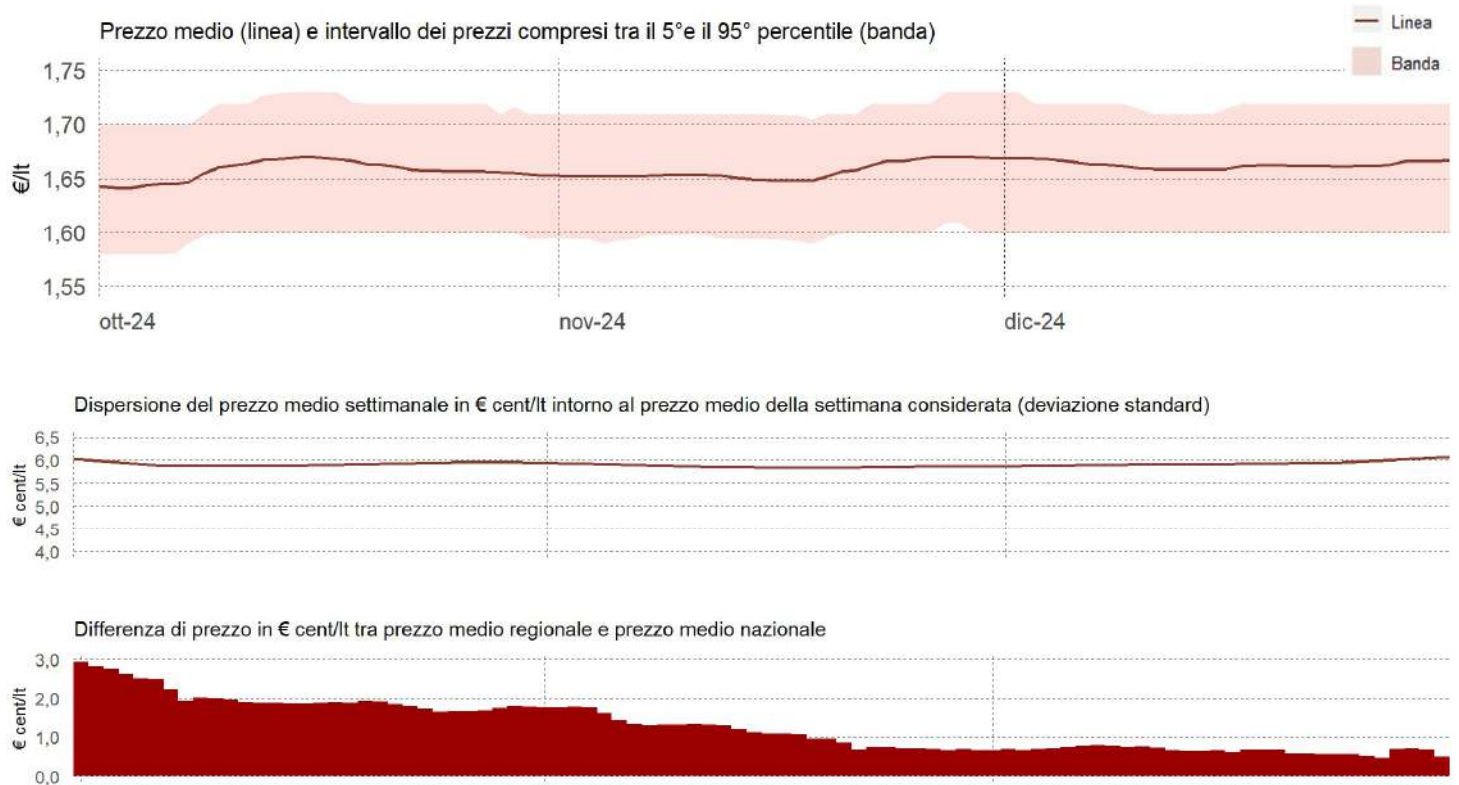 Prezzo medio (linea) e intervallo dei prezzi compresi tra il 5°e il 95° percentile (banda)
Linea
Banda
€/lt
1,75
1,70
1,65
1,60
1,55
ott-24
nov-24
dic-24
Dispersione del prezzo medio settimanale in € cent/lt intorno al prezzo medio della settimana considerata (deviazione standard)
€ cent/lt
6,5
6,0
5,5
5,0
4,5
4,0
Differenza di prezzo in € cent/lt tra prezzo medio regionale e prezzo medio nazionale
€ cent/lt
3,0
2,0
1,0
0,0